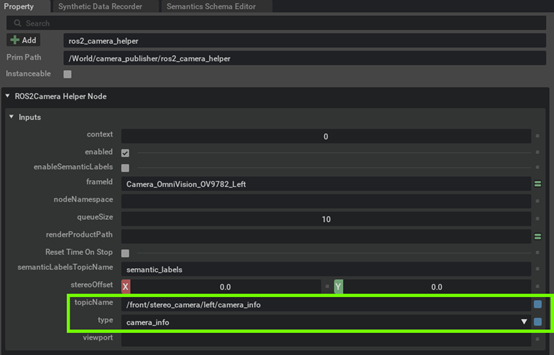 Property
Synthetic Data Recorder
Semantics Schema Editor
Search
Add
ros2_camera_helper
Prim Path
/World/camera_publisher/ros2_camera_helper
Instanceable
ROS2Camera Helper Node
Inputs
context
0
enabled
enableSemanticLabels
frameId
Camera_OmniVision_OV9782_Left
nodeNamespace
queueSize
10
renderProductPath
Reset Time On Stop
semanticLabelsTopicName
semantic_labels
stereoOffset
X
0.0
Y
0.0
topicName
/front/stereo_camera/left/camera_info
type
camera_info
viewport